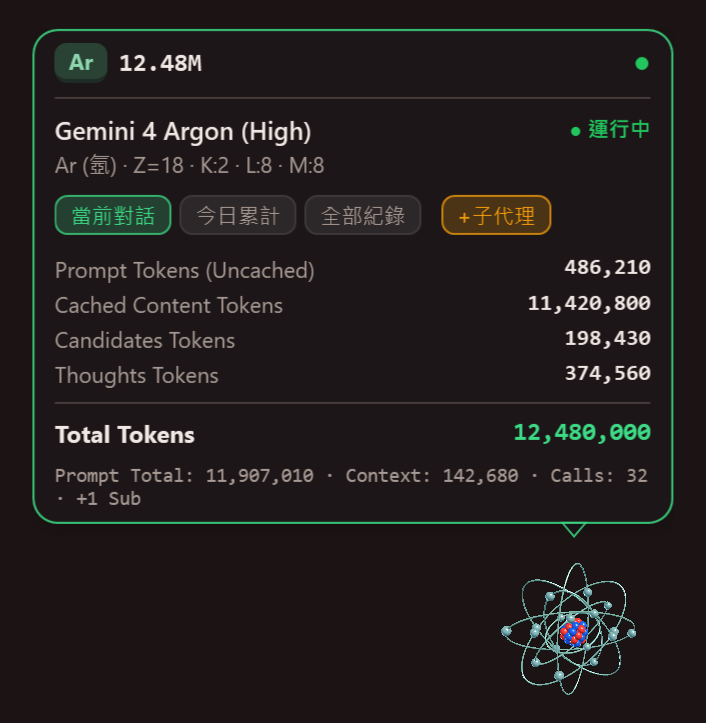 Ar 12.48M
Gemini 4 Argon (High) ● 運行中
Ar (氬) · Z=18 · K:2 · L:8 · M:8
當前對話 今日累計 全部紀錄 +子代理
Prompt Tokens (Uncached) 486,210
Cached Content Tokens 11,420,800
Candidates Tokens 198,430
Thoughts Tokens 374,560
Total Tokens 12,480,000
Prompt Total: 11,907,010 · Context: 142,680 · Calls: 32
· +1 Sub